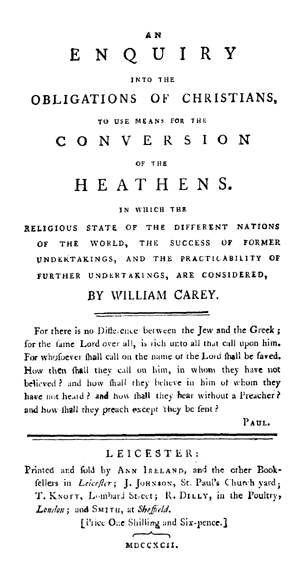 AN
ENQUIRY
INTO THE
OBLIGATIONS OF CHRISTIANS,
TO USE MEANS FOR THE
CONVERSION
OF THE
HEATHENS.
IN WHICH THE
RELIGIOUS STATE OF THE DIFFERENT NATIONS
OF THE WORLD, THE SUCCESS OF FORMER
UNDERTAKINGS, AND THE PRACTICABILITY OF
FURTHER UNDERTAKINGS, ARE CONSIDERED,
BY WILLIAM CAREY.
For there is no Difference between the Jew and the Greek;
for the ſame Lord over all, is rich unto all that call upon him.
For whoſoever ſhall call on the name of the Lord ſhall be ſaved.
How then ſhall they call on him, in whom they have not
believed? and how ſhall they believe in him of whom they
have not heard? and how ſhall they hear without a Preacher?
and how ſhall they preach except they be ſent?
PAUL.
LEICESTER:
Printed and ſold by ANN IRELAND, and the other Book-
ſellers in Leiceſter; J. JOHNSON, St. Paul's Church yard;
T. KNOTT, Lombard Street; R. DILLY, in the Poultry,
London; and SMITH, at Sheffield.
[Price One Shilling and Six-pence.]
MDCCXCII.